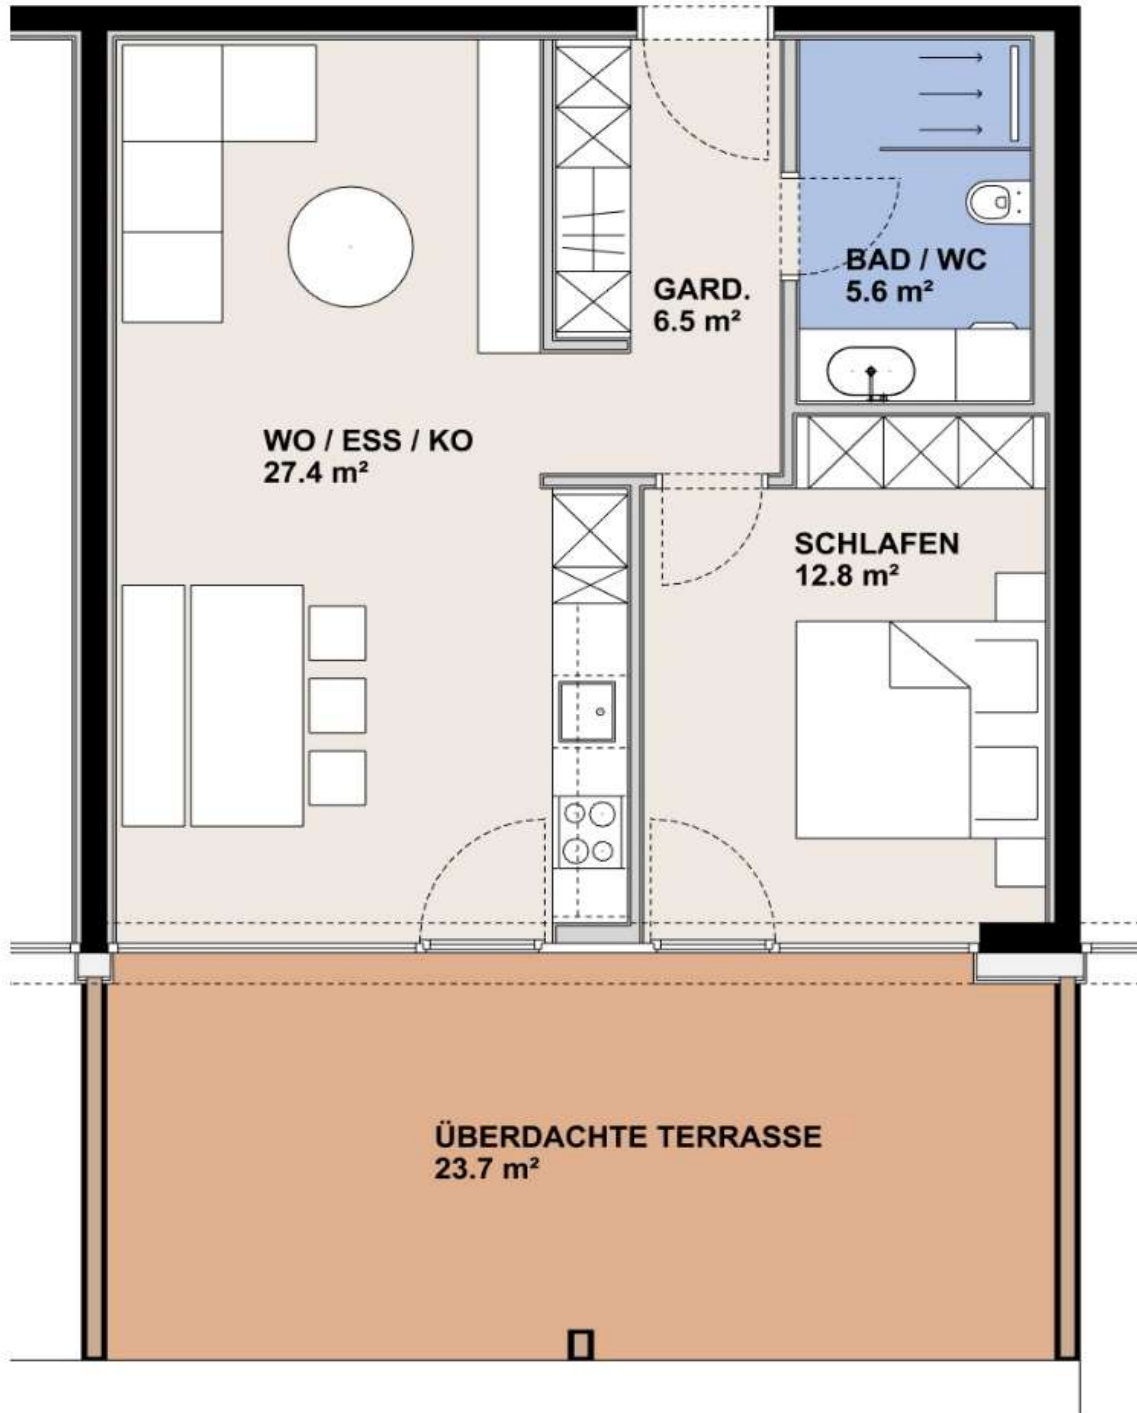 BAD / WC
5.6 m²
GARD.
6.5 m²
WO / ESS / KO
27.4 m²
SCHLAFEN
12.8 m²
ÜBERDACHTE TERRASSE
23.7 m²